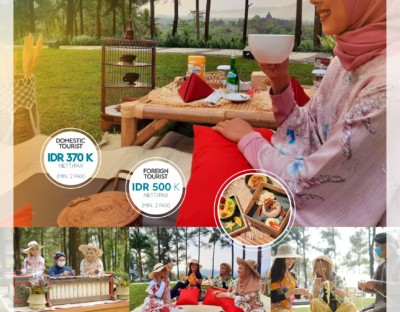 DOMESTIC
TOURIST
IDR 370 K
NETT/PAX
(MIN. 2 PAX)
FOREIGN
TOURIST
IDR 500 K
NETT/PAX
(MIN. 2 PAX)